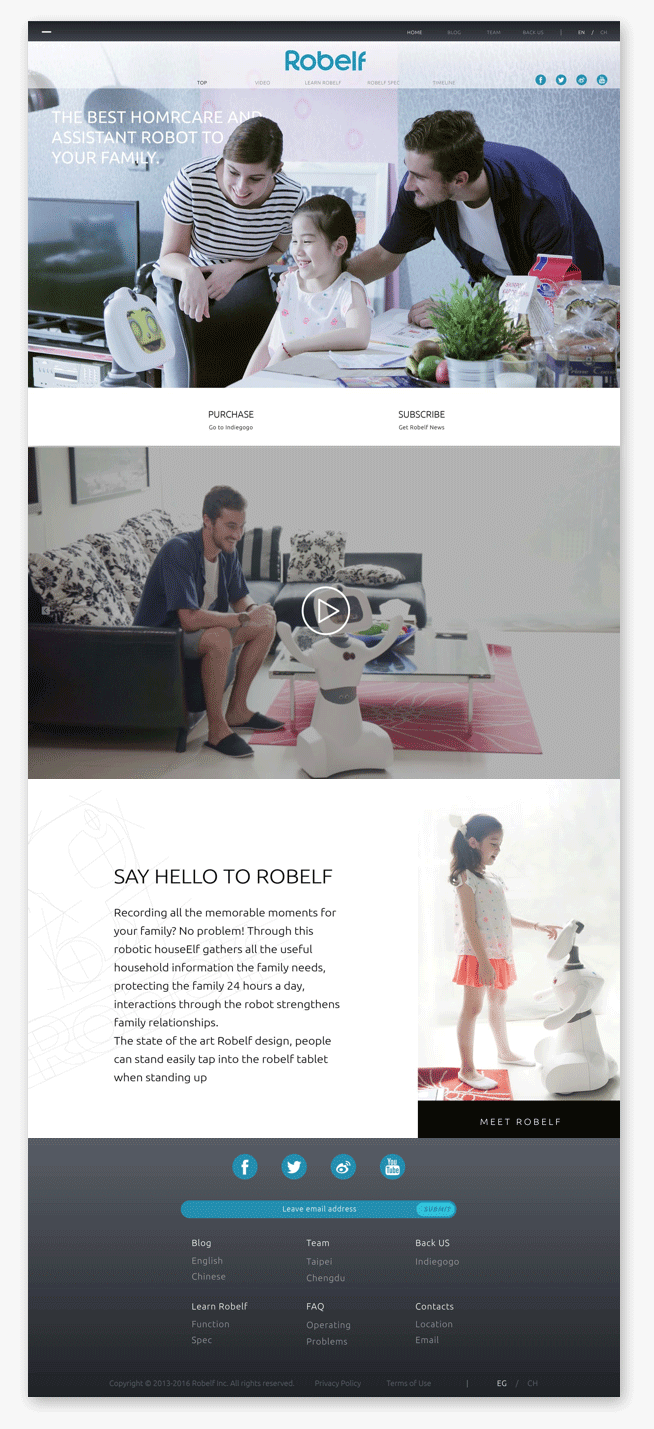 HOME BLOG TEAM BACK US | EN / CH
Robelf
TOP VIDEO LEARN ROBELF ROBELF SPEC TIMELINE
THE BEST HOMRCARE AND
ASSISTANT ROBOT TO
YOUR FAMILY.
PURCHASE
Go to Indiegogo
SUBSCRIBE
Get Robelf News
SAY HELLO TO ROBELF
Recording all the memorable moments for
your family? No problem! Through this
robotic houseElf gathers all the useful
household information the family needs,
protecting the family 24 hours a day,
interactions through the robot strengthens
family relationships.
The state of the art Robelf design, people
can stand easily tap into the robelf tablet
when standing up
MEET ROBELF
You
Tube
Leave email address SUBMIT
Blog
English
Chinese
Team
Taipei
Chengdu
Back US
Indiegogo
Learn Robelf
Function
Spec
FAQ
Operating
Problems
Contacts
Location
Email
Copyright © 2013-2016 Robelf Inc. All rights reserved. Privacy Policy Terms of Use | EG / CH